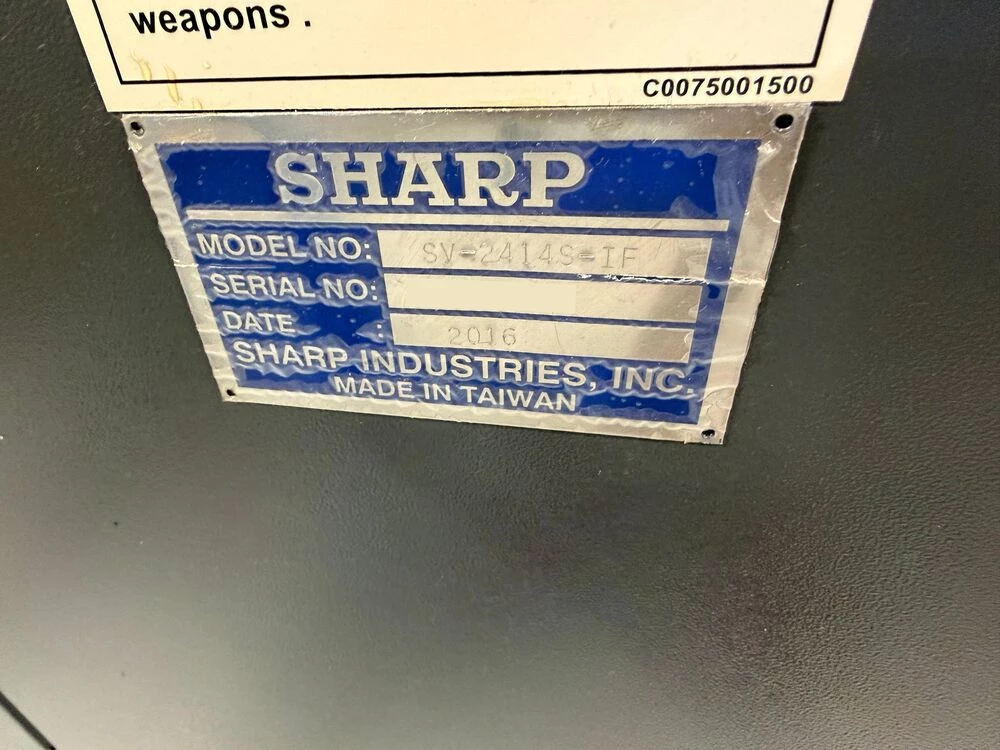 weapons .
C0075001500
SHARP
MODEL NO: SV-2414S-IF
SERIAL NO:
DATE : 2016
SHARP INDUSTRIES, INC.
MADE IN TAIWAN